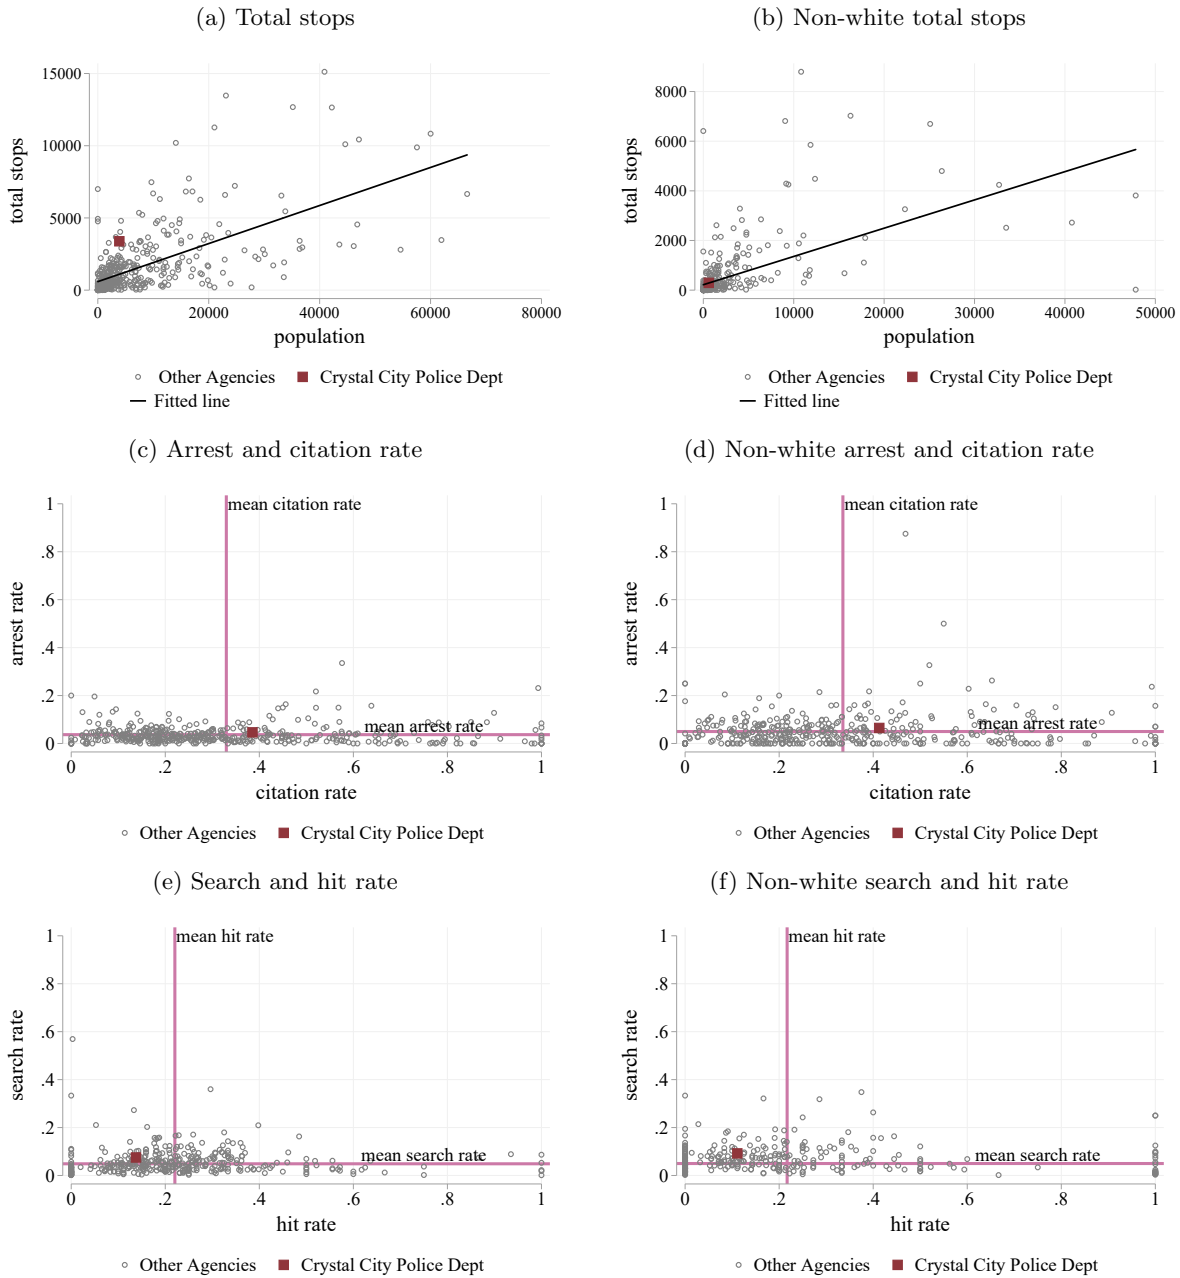 (a) Total stops
(b) Non-white total stops
total stops
15000
10000
5000
0
0 20000 40000 60000 80000
population
Other Agencies Crystal City Police Dept
Fitted line
total stops
8000
6000
4000
2000
0
0 10000 20000 30000 40000 50000
population
Other Agencies Crystal City Police Dept
Fitted line
(c) Arrest and citation rate
(d) Non-white arrest and citation rate
arrest rate
1
.8
.6
.4
.2
0
mean citation rate
mean arrest rate
0 .2 .4 .6 .8 1
citation rate
Other Agencies Crystal City Police Dept
arrest rate
1
.8
.6
.4
.2
0
mean citation rate
mean arrest rate
0 .2 .4 .6 .8 1
citation rate
Other Agencies Crystal City Police Dept
(e) Search and hit rate
(f) Non-white search and hit rate
search rate
1
.8
.6
.4
.2
0
mean hit rate
mean search rate
0 .2 .4 .6 .8 1
hit rate
Other Agencies Crystal City Police Dept
search rate
1
.8
.6
.4
.2
0
mean hit rate
mean search rate
0 .2 .4 .6 .8 1
hit rate
Other Agencies Crystal City Police Dept